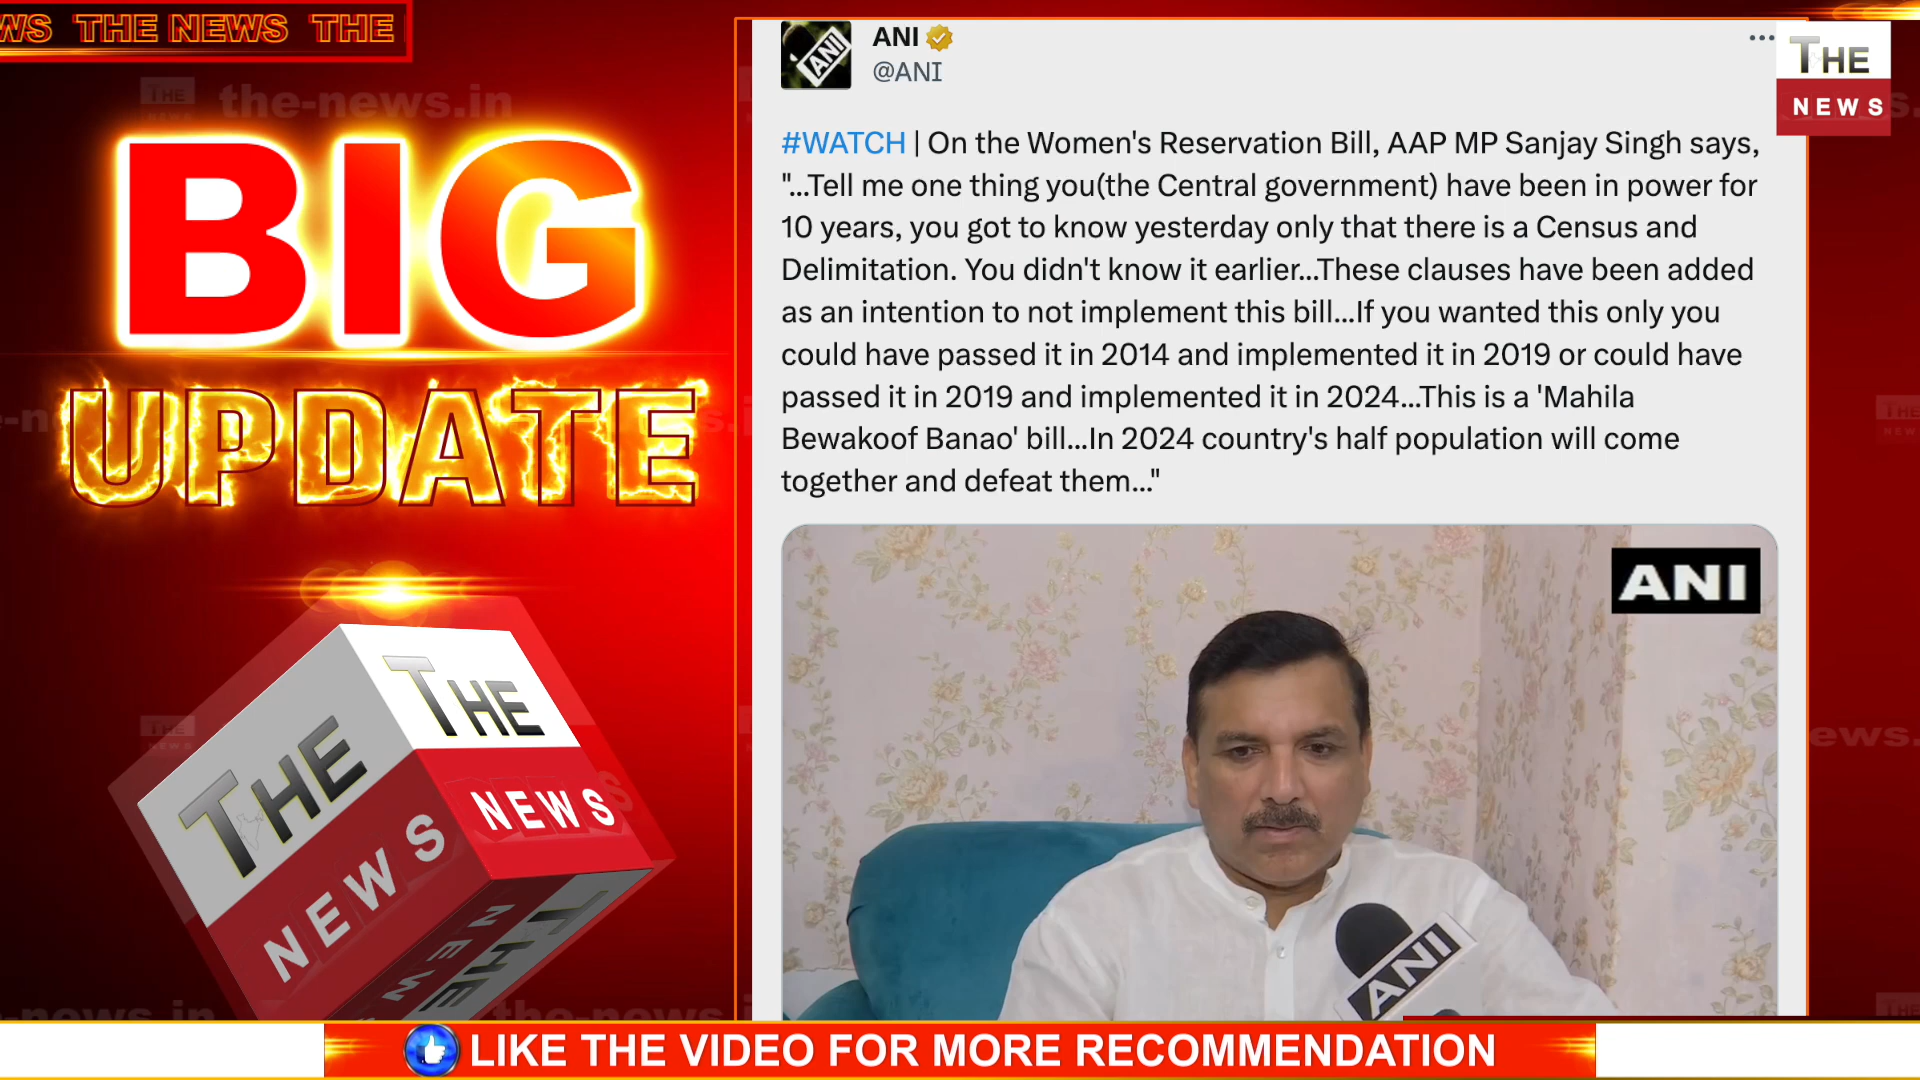 WS THE NEWS THE
THE
the-news.in
BIG
UPDATE
THE
NEWS
THE
NEWS
THE
NEWS
ANI
@ANI
THE
NEWS
#WATCH | On the Women's Reservation Bill, AAP MP Sanjay Singh says,
"...Tell me one thing you(the Central government) have been in power for
10 years, you got to know yesterday only that there is a Census and
Delimitation. You didn't know it earlier...These clauses have been added
as an intention to not implement this bill...If you wanted this only you
could have passed it in 2014 and implemented it in 2019 or could have
passed it in 2019 and implemented it in 2024...This is a 'Mahila
Bewakoof Banao' bill...In 2024 country's half population will come
together and defeat them..."
ANI
ANI
LIKE THE VIDEO FOR MORE RECOMMENDATION